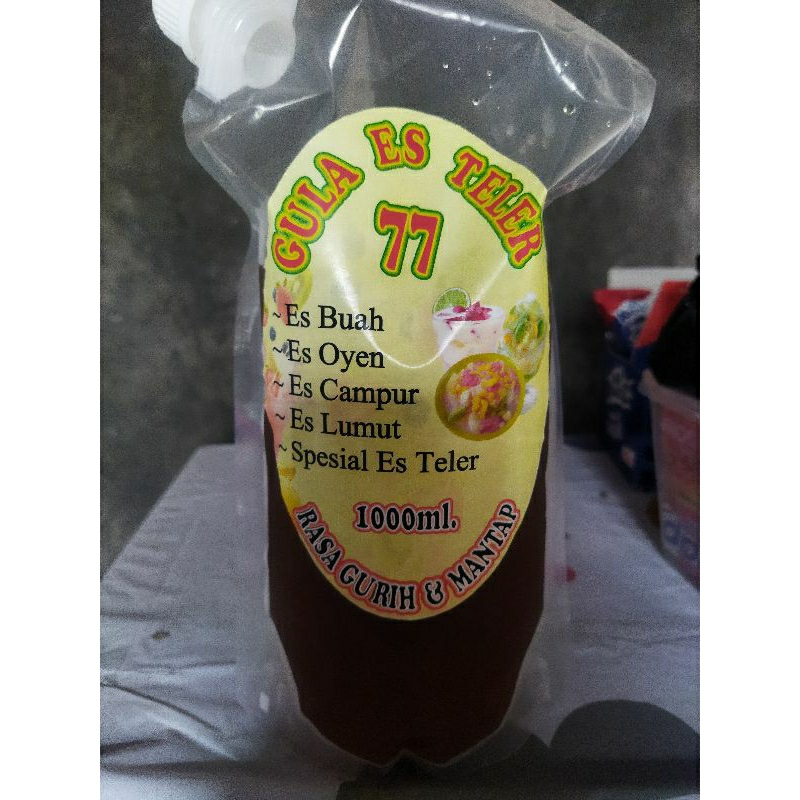 GULA ES TELER
77
~ Es Buah
~ Es Oyen
~ Es Campur
~ Es Lumut
~ Spesial Es Teler
1000ml.
RASA GURIH & MANTAP